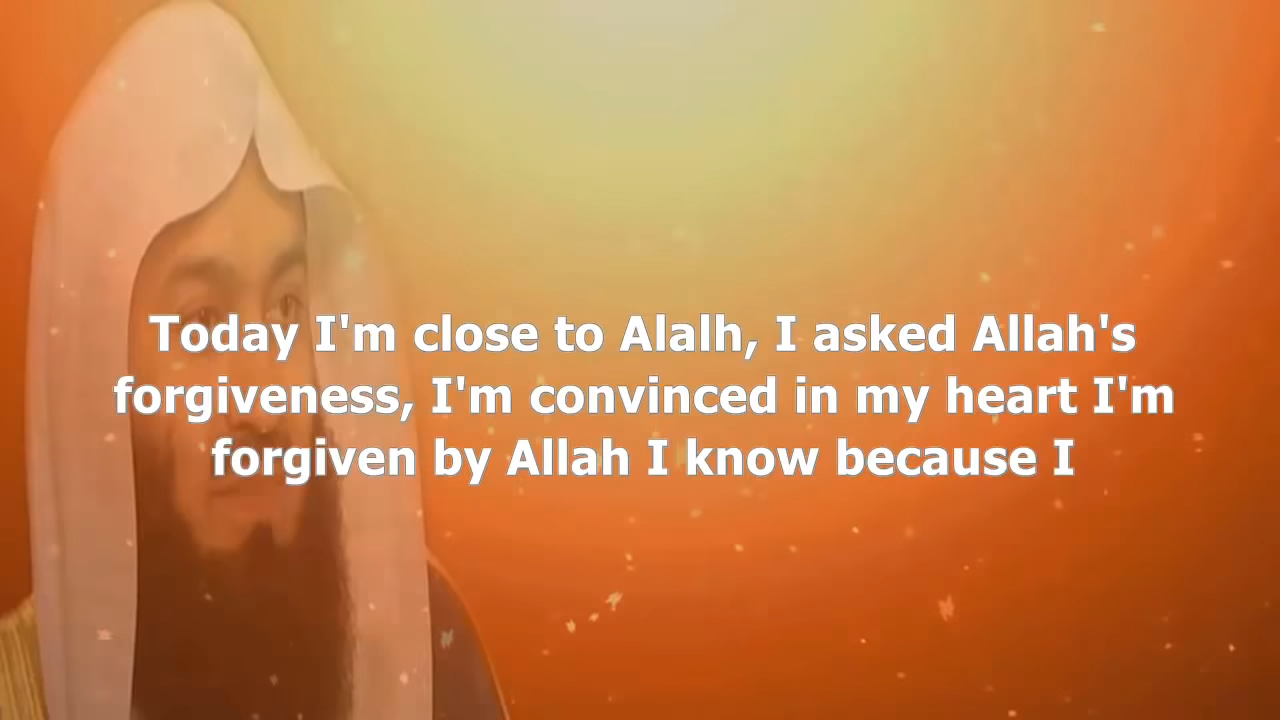 Today I'm close to Alalh, I asked Allah's
forgiveness, I'm convinced in my heart I'm
forgiven by Allah I know because I